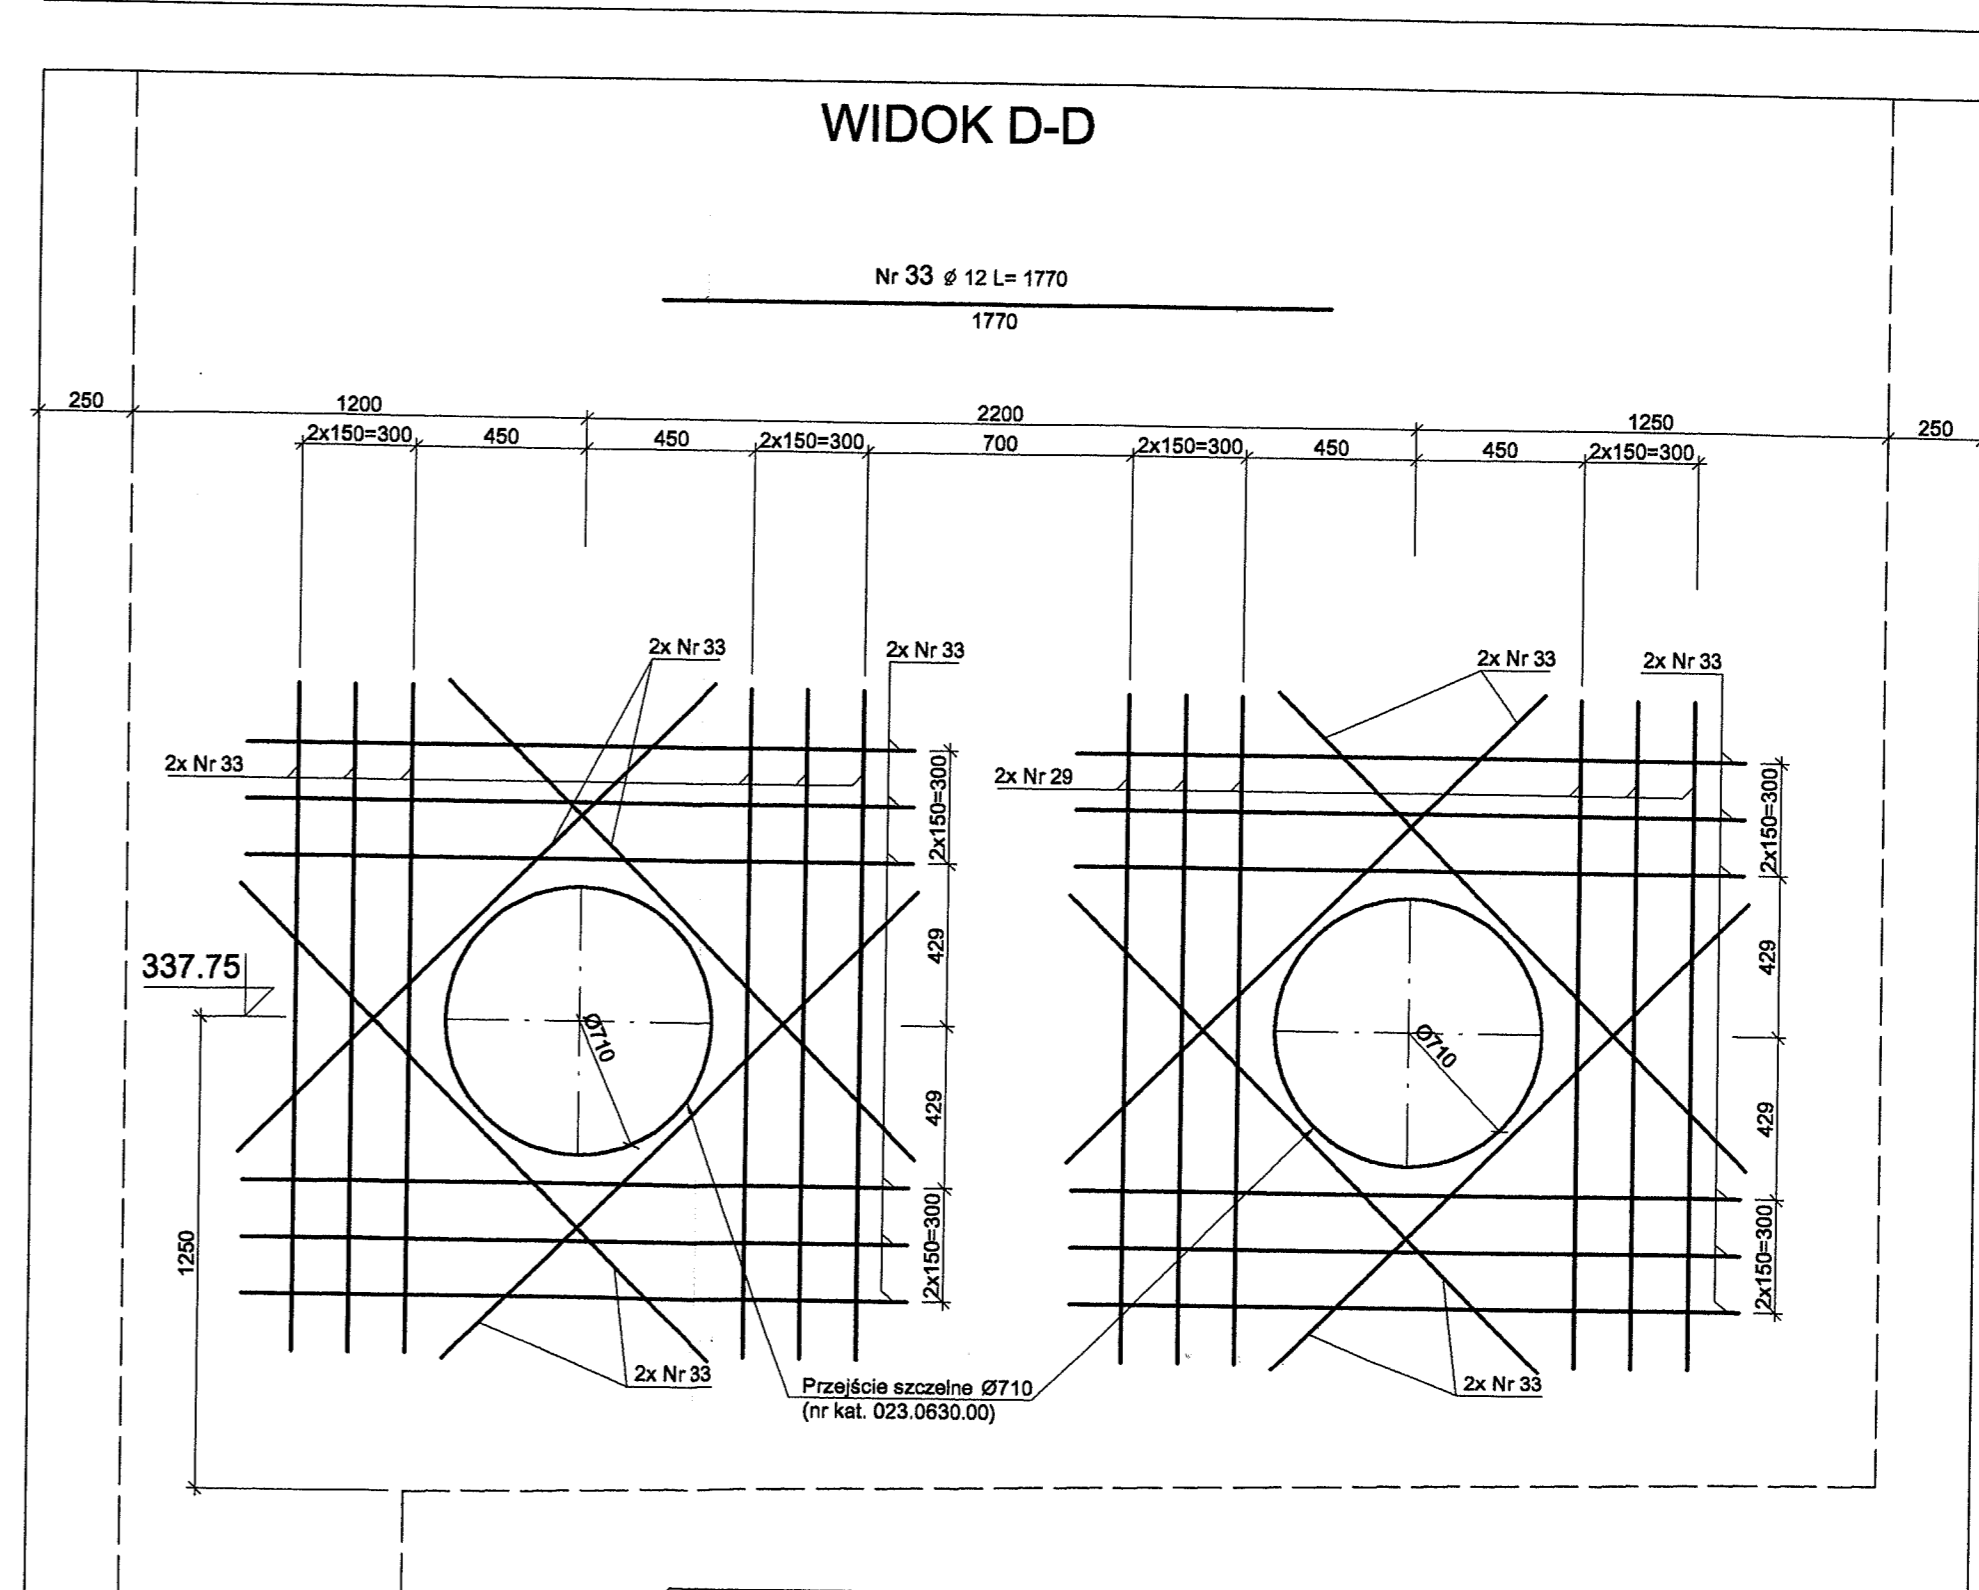 WIDOK D-D
Nr 33 ø 12 L= 1770
1770
250
1200
2200
1250
250
2x150=300
450
450
2x150=300
700
2x150=300
450
450
2x150=300
2x Nr 33
2x Nr 33
2x Nr 33
2x Nr 33
2x Nr 33
2x Nr 29
2x150=300
2x150=300
429
429
337.75
Ø710
Ø710
429
429
1250
2x150=300
2x150=300
2x Nr 33
2x Nr 33
Przejście szczelne Ø710
(nr kat. 023.0630.00)